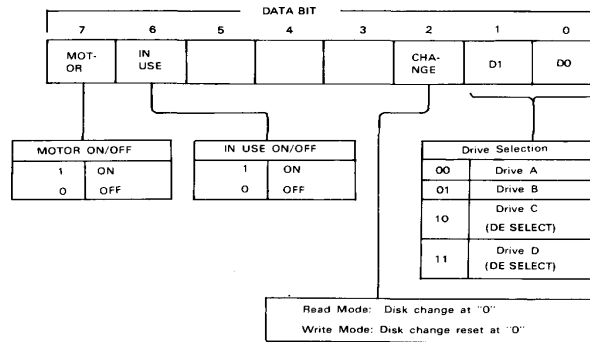 DATA BIT
7 6 5 4 3 2 1 0
MOT-
OR
IN
USE
CHA-
NGE
D1
D0
MOTOR ON/OFF
1 ON
0 OFF
IN USE ON/OFF
1 ON
0 OFF
Drive Selection
00 Drive A
01 Drive B
10 Drive C
(DE SELECT)
11 Drive D
(DE SELECT)
Read Mode: Disk change at "0"
Write Mode: Disk change reset at "0"